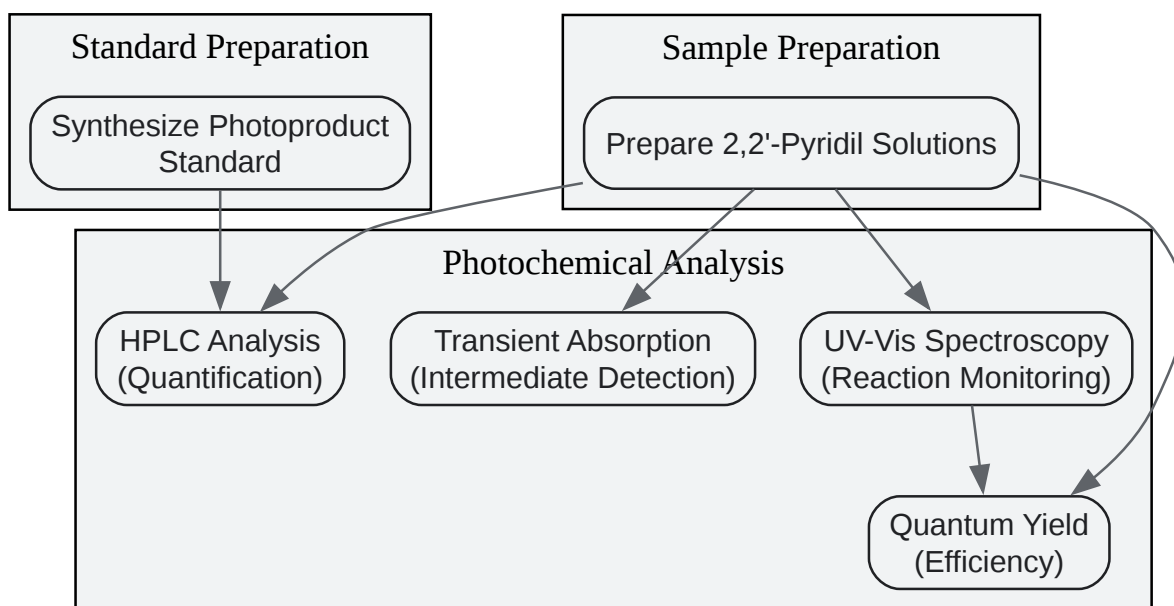 Standard Preparation
Synthesize Photoproduct
Standard
Sample Preparation
Prepare 2,2'-Pyridil Solutions
Photochemical Analysis
HPLC Analysis
(Quantification)
Transient Absorption
(Intermediate Detection)
UV-Vis Spectroscopy
(Reaction Monitoring)
Quantum Yield
(Efficiency)